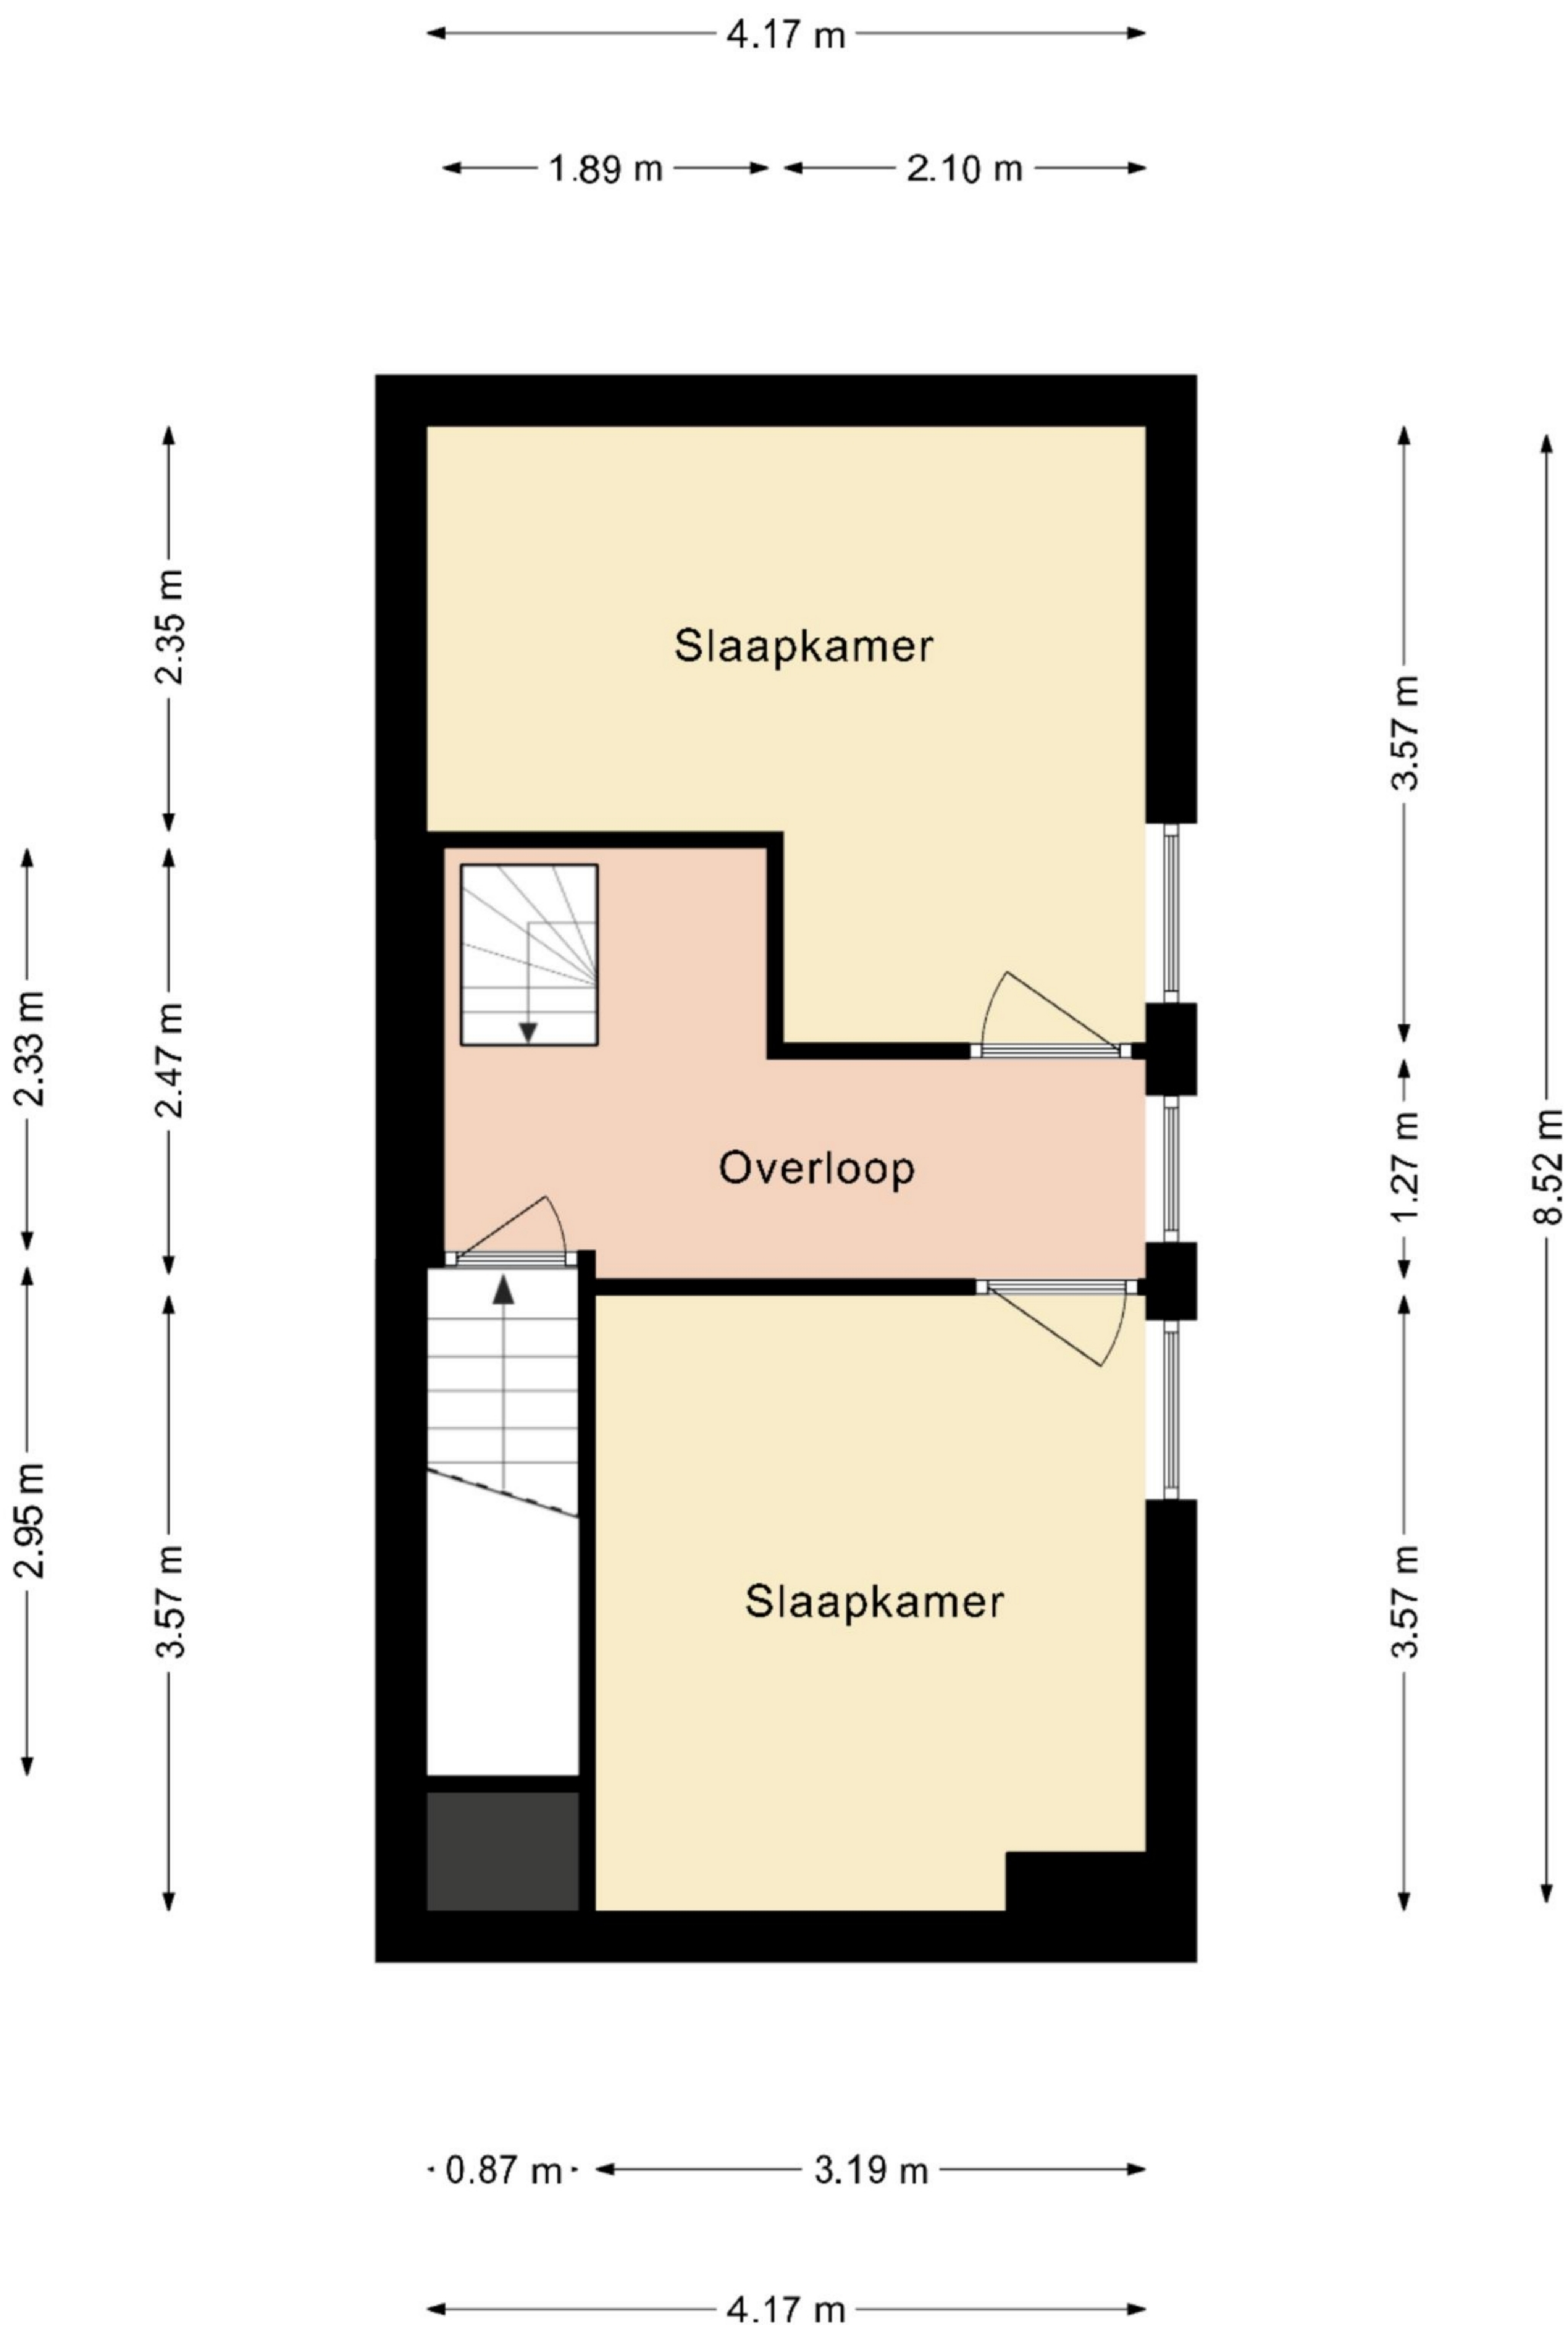 4.17 m
1.89 m
2.10 m
2.35 m
3.57 m
Slaapkamer
2.33 m
2.47 m
1.27 m
8.52 m
Overloop
2.95 m
3.57 m
3.57 m
Slaapkamer
0.87 m
3.19 m
4.17 m